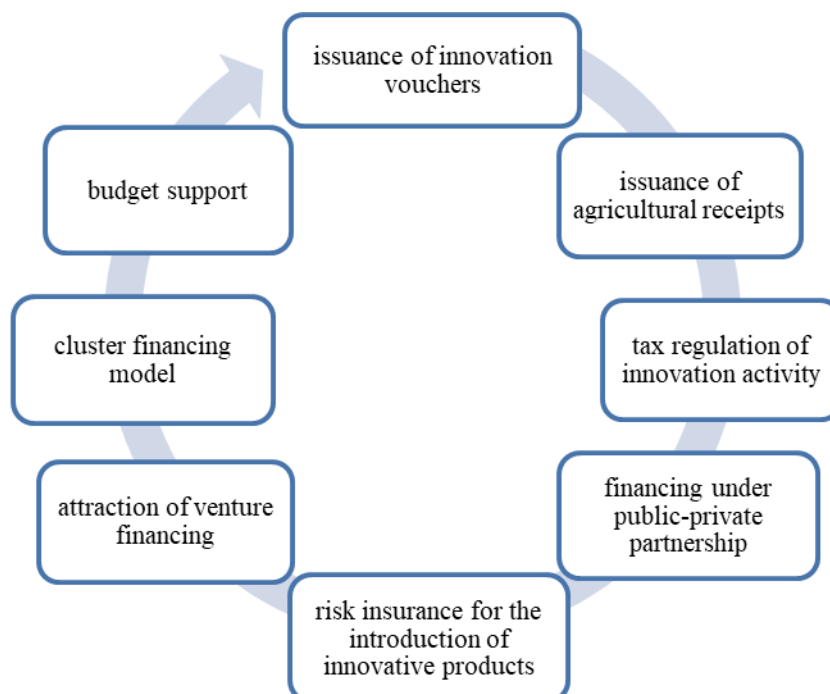 issuance of innovation
vouchers
issuance of
agricultural receipts
tax regulation of
innovation activity
financing under
public-private
partnership
risk insurance for the
introduction of
innovative products
attraction of venture
financing
cluster financing
model
budget support